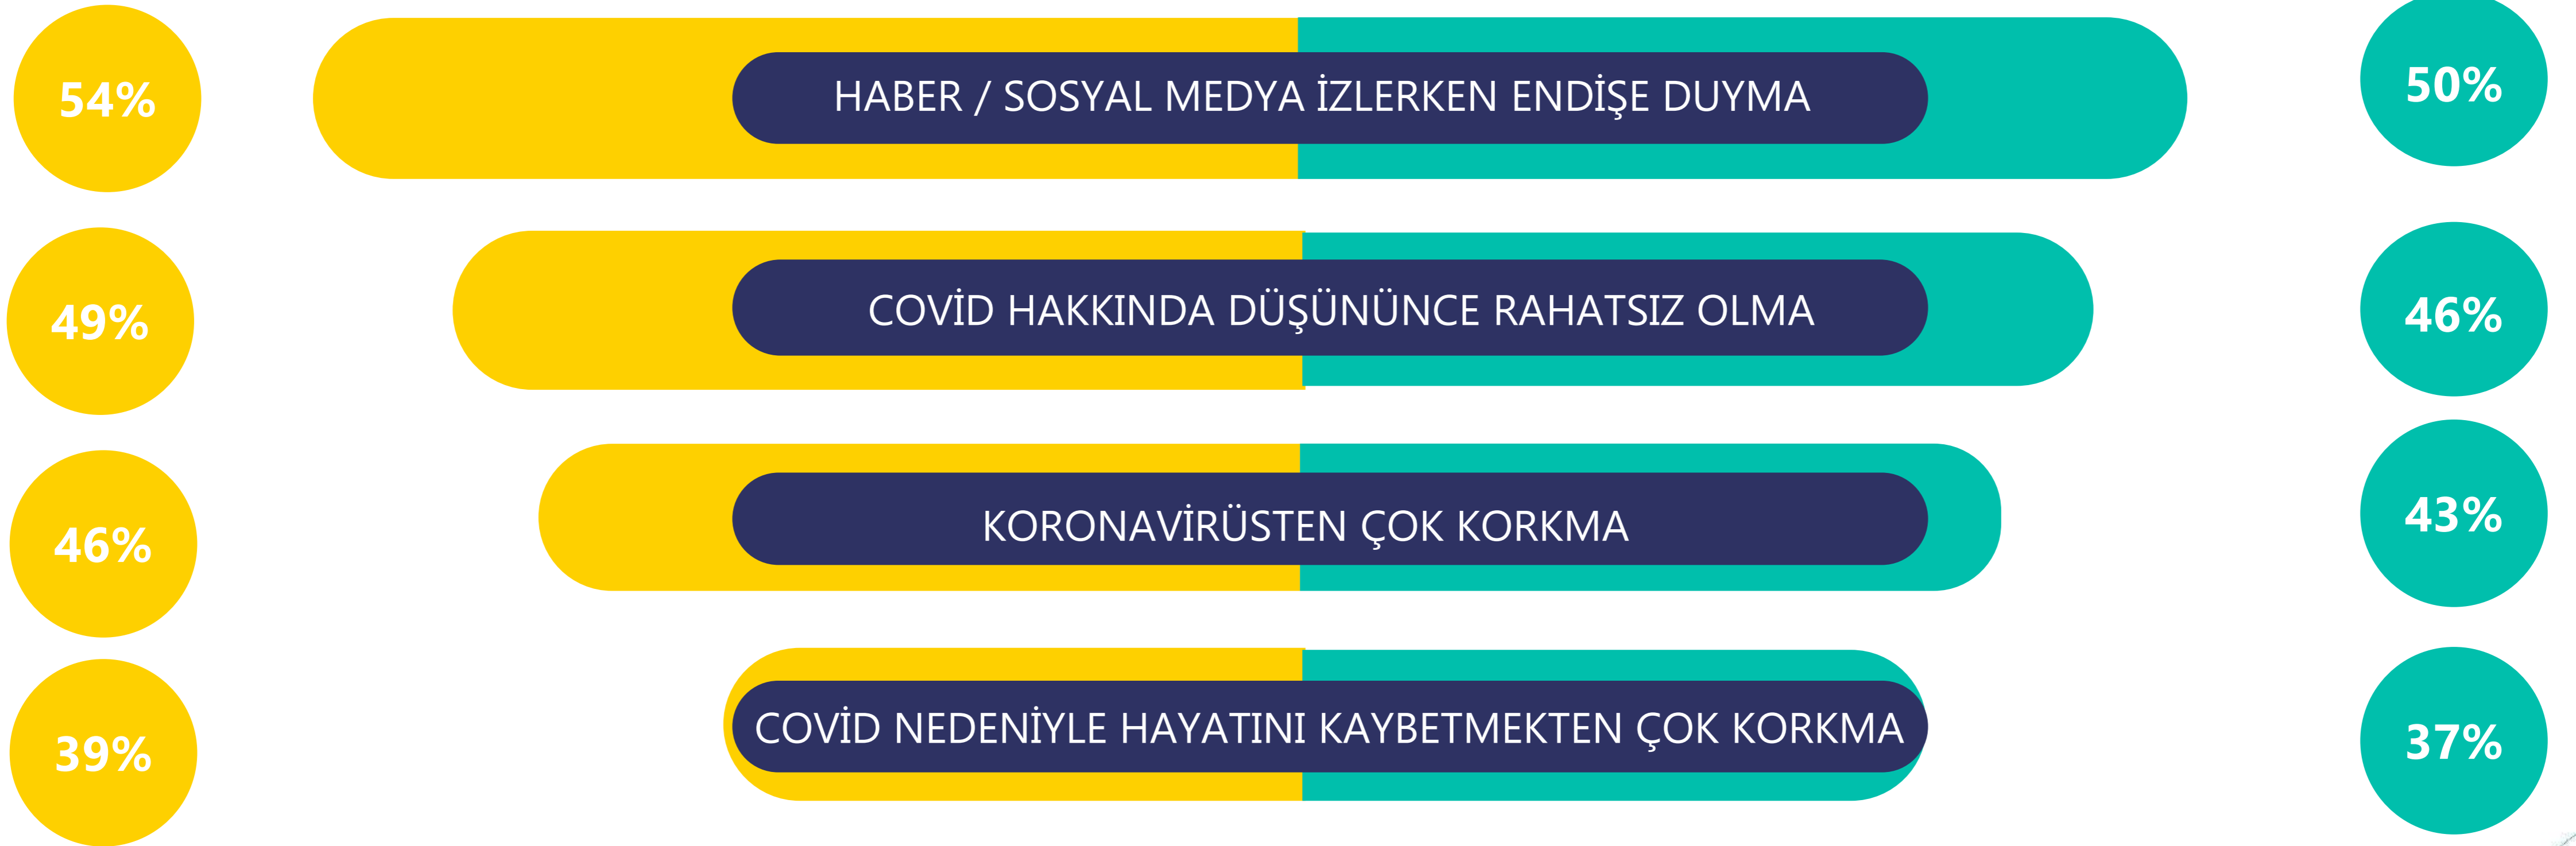 54%
HABER / SOSYAL MEDYA İZLERKEN ENDİŞE DUYMA
50%
49%
COVİD HAKKINDA DÜŞÜNÜNCE RAHATSIZ OLMA
46%
46%
KORONAVİRÜSTEN ÇOK KORKMA
43%
39%
COVİD NEDENİYLE HAYATINI KAYBETMEKTEN ÇOK KORKMA
37%